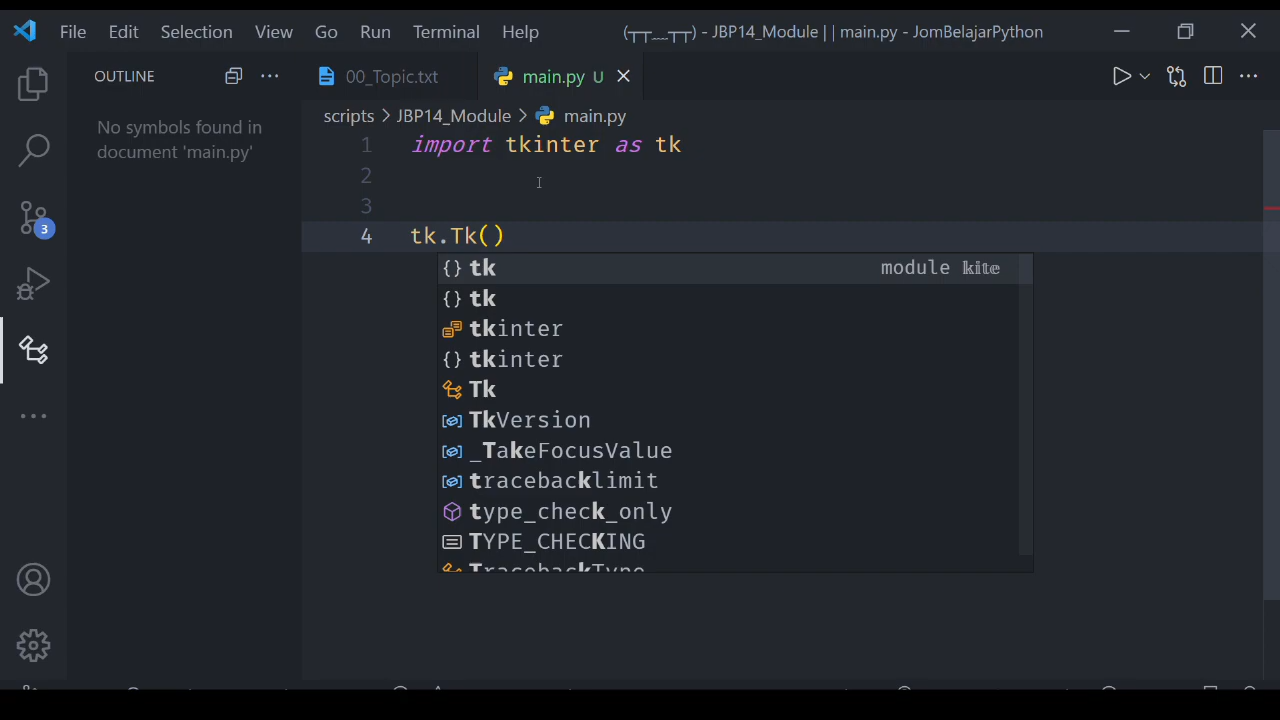 File Edit Selection View Go Run Terminal Help (┬┬﹏┬┬) - JBP14_Module | | main.py - JomBelajarPython
OUTLINE
No symbols found in
document 'main.py'
3
00_Topic.txt main.py U
scripts > JBP14_Module > main.py
1 import tkinter as tk
2
3
4 tk.Tk()
{} tk module kite
{} tk
tkinter
{} tkinter
Tk
TkVersion
_TakeFocusValue
tracebacklimit
type_check_only
TYPE_CHECKING
TracebackType